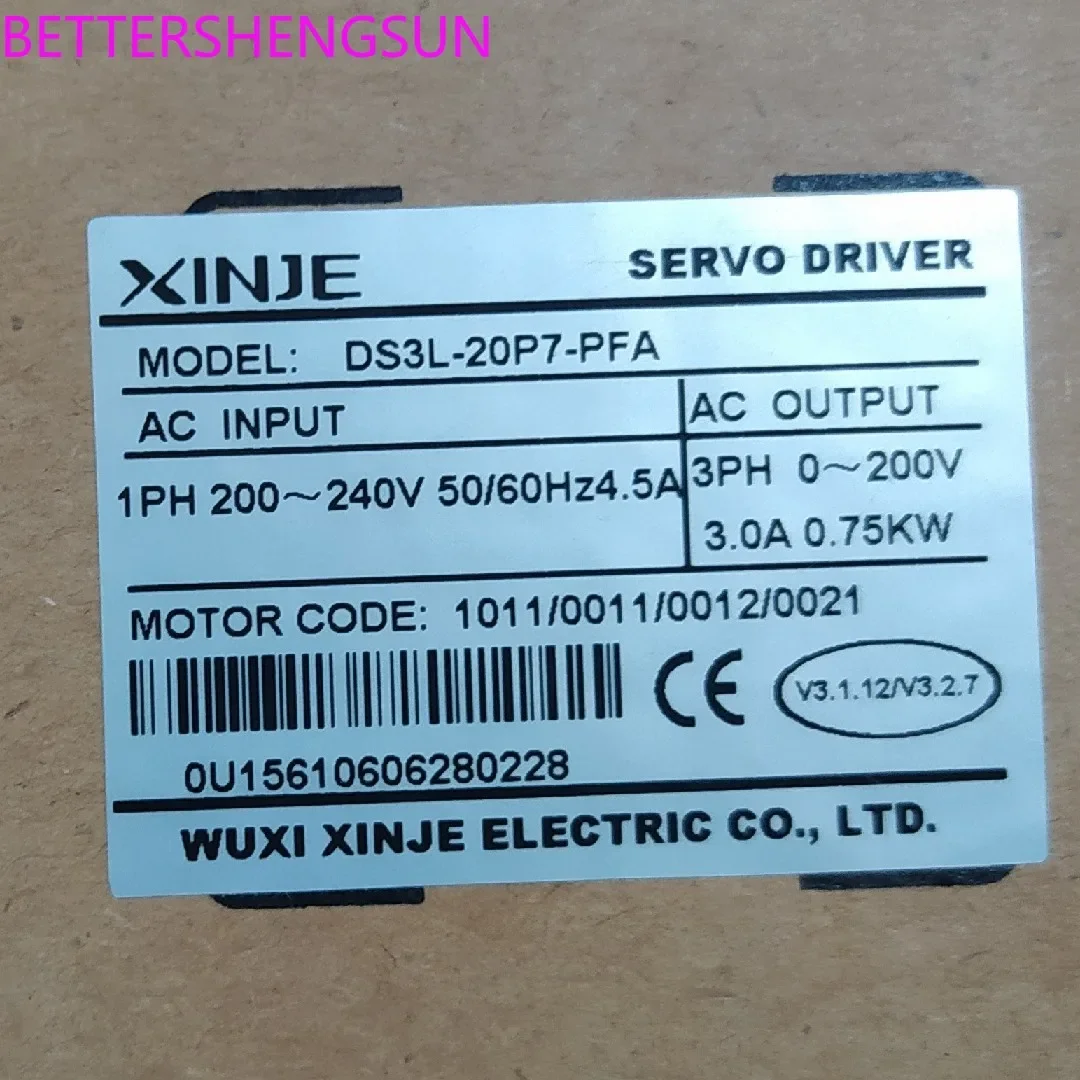 BETTERSHENGSUN
XINJE SERVO DRIVER
MODEL: DS3L-20P7-PFA
AC INPUT AC OUTPUT
1PH 200～240V 50/60Hz4.5A 3PH 0～200V
3.0A 0.75KW
MOTOR CODE: 1011/0011/0012/0021
CE V3.1.12/V3.2.7
0U15610606280228
WUXI XINJE ELECTRIC CO., LTD.